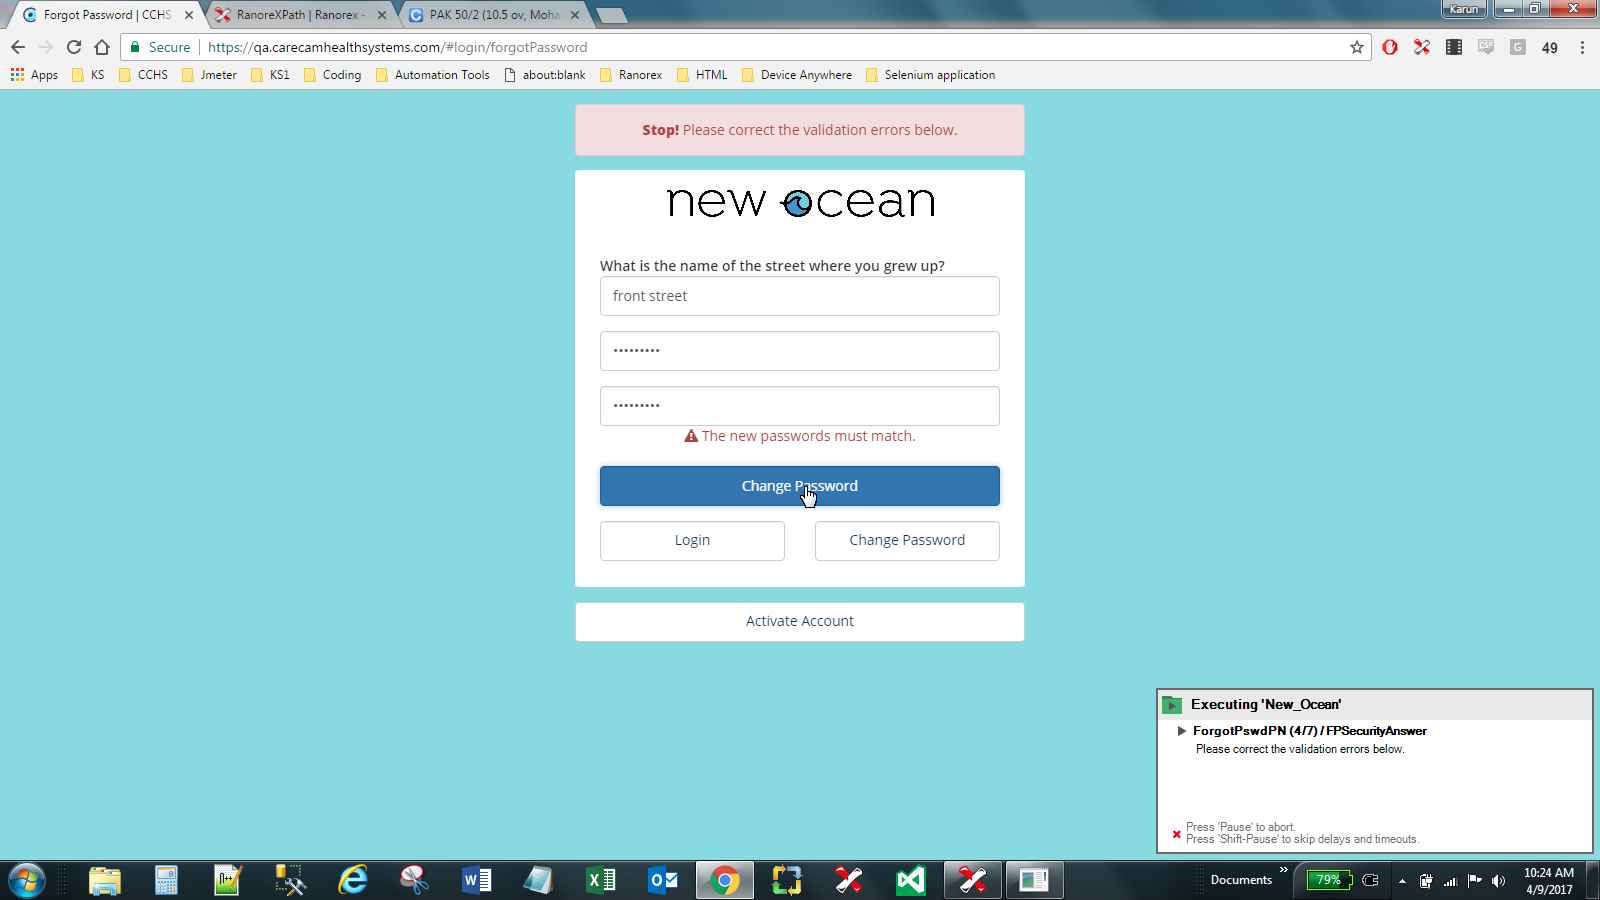 Forgot Password | CCHS
RanoreXPath | Ranorex -
PAK 50/2 (10.5 ov, Moha
Karun
Secure
https://qa.carecamhealthsystems.com/#login/forgotPassword
CSP
G
49
Apps
KS
CCHS
Jmeter
KS1
Coding
Automation Tools
about:blank
Ranorex
HTML
Device Anywhere
Selenium application
Stop! Please correct the validation errors below.
new ocean
What is the name of the street where you grew up?
front street
The new passwords must match.
Change Password
Login
Change Password
Activate Account
Executing 'New_Ocean'
ForgotPswdPN (4/7) / FPSecurityAnswer
Please correct the validation errors below.
Press 'Pause' to abort.
Press 'Shift-Pause' to skip delays and timeouts.
Documents
79%
10:24 AM
4/9/2017